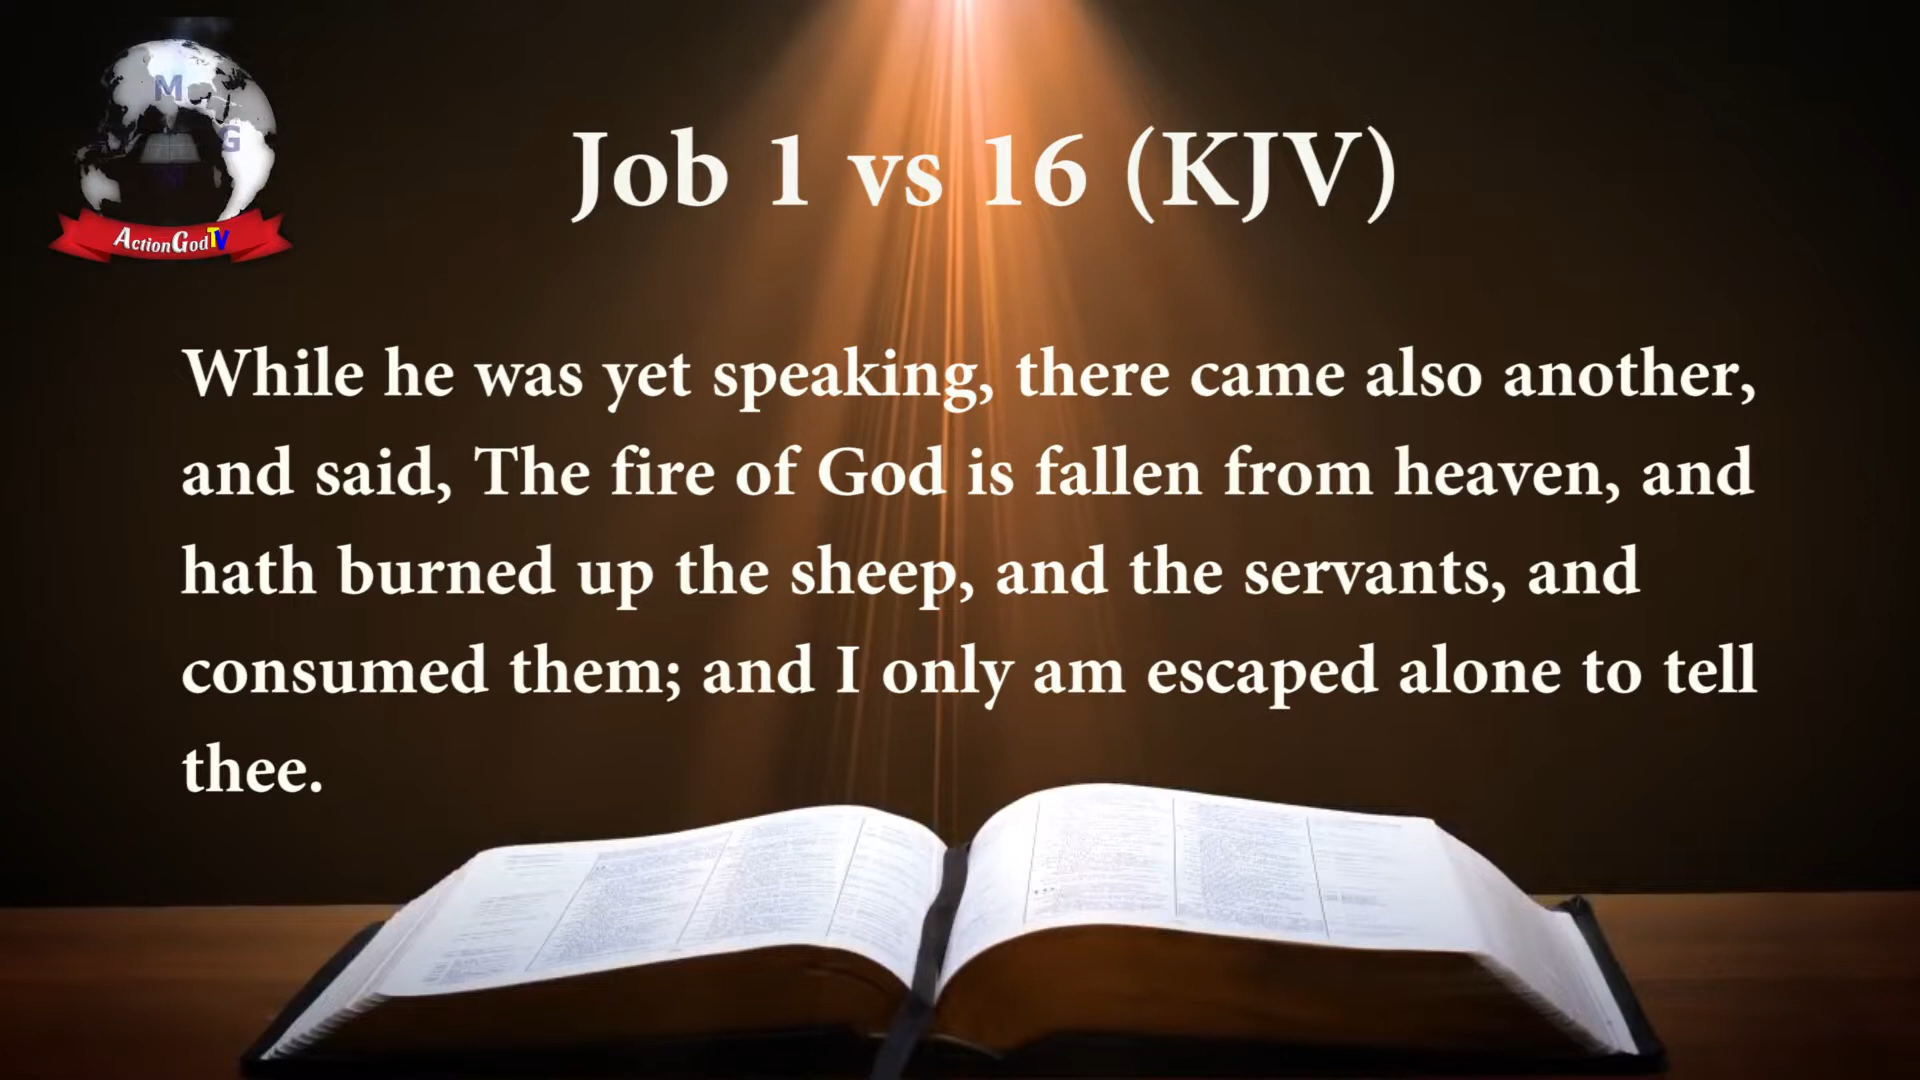 M
G
ActionGodTV
Job 1 vs 16 (KJV)
While he was yet speaking, there came also another,
and said, The fire of God is fallen from heaven, and
hath burned up the sheep, and the servants, and
consumed them; and I only am escaped alone to tell
thee.